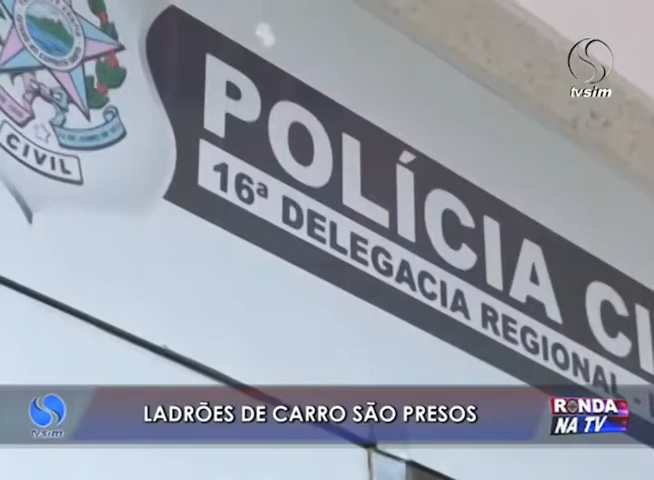 tvsim
POLÍCIA CI
16ª DELEGACIA REGIONAL -
CIVIL
LADRÕES DE CARRO SÃO PRESOS
tvsim
RONDA
NA TV